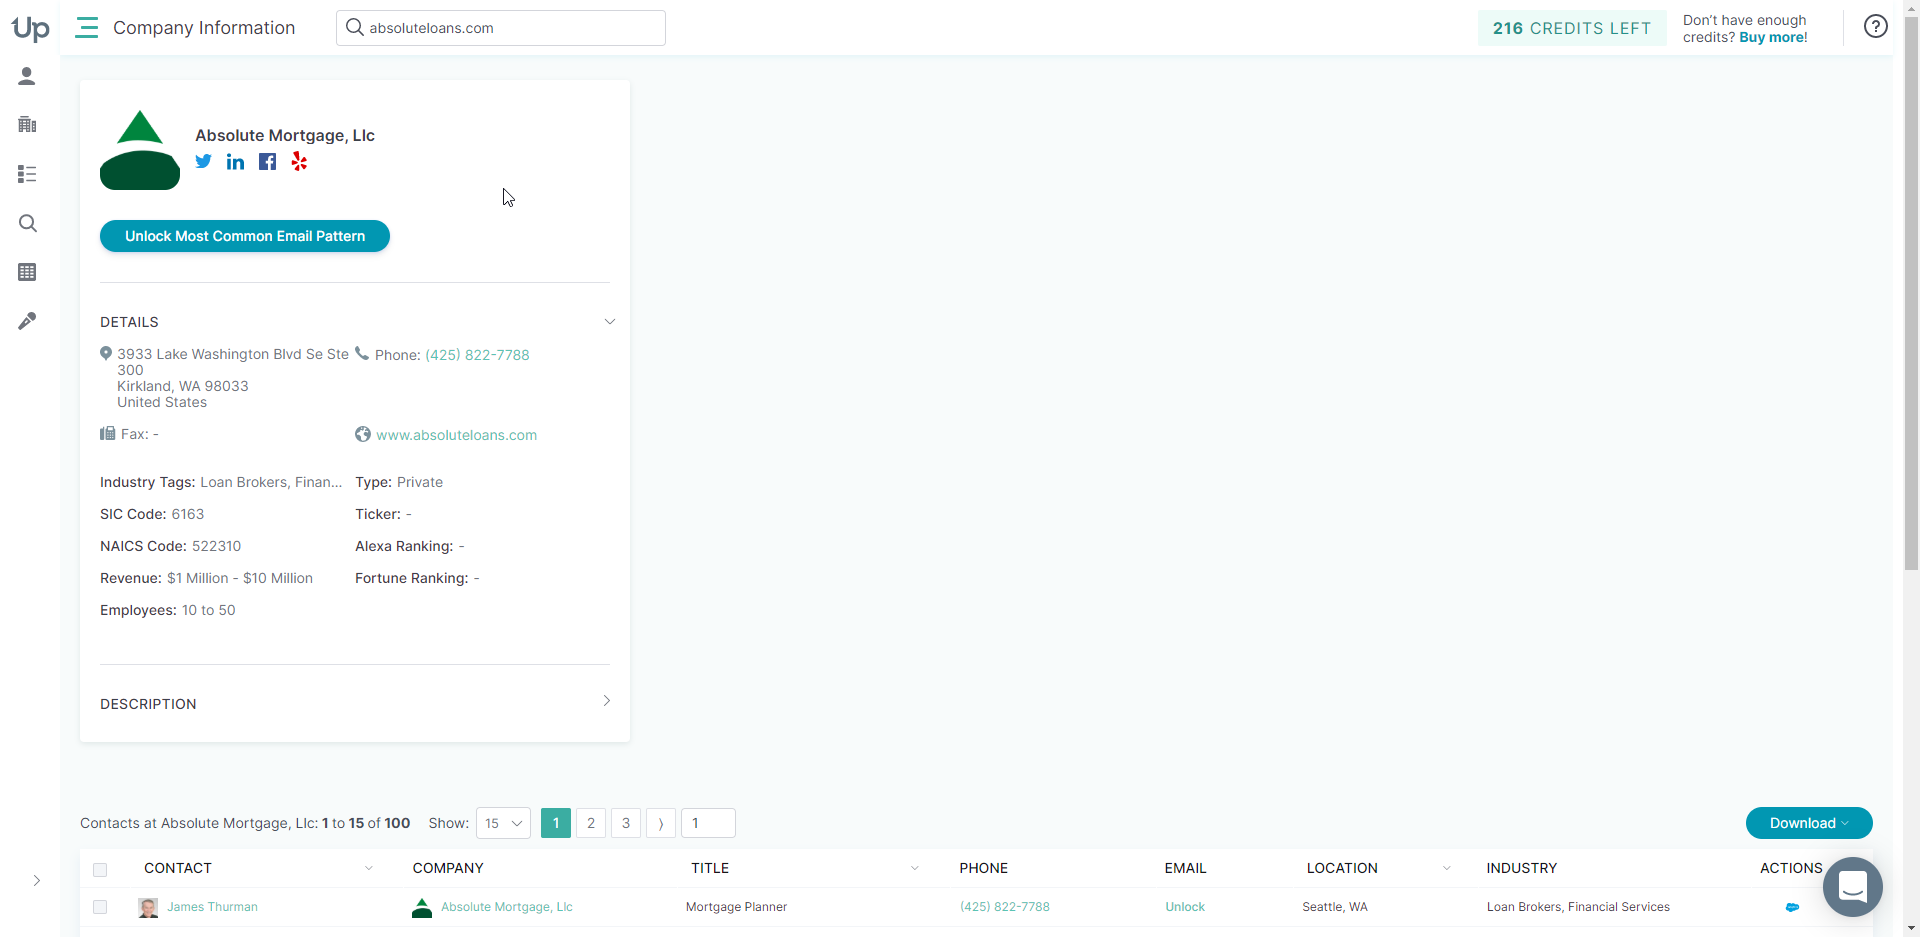 Up
Company Information
absoluteloans.com
216 CREDITS LEFT
Don't have enough
credits? Buy more!
?
Absolute Mortgage, Llc
Unlock Most Common Email Pattern
DETAILS
3933 Lake Washington Blvd Se Ste
300
Kirkland, WA 98033
United States
Phone: (425) 822-7788
Fax: -
www.absoluteloans.com
Industry Tags: Loan Brokers, Finan...
Type: Private
SIC Code: 6163
Ticker: -
NAICS Code: 522310
Alexa Ranking: -
Revenue: $1 Million - $10 Million
Fortune Ranking: -
Employees: 10 to 50
DESCRIPTION
Contacts at Absolute Mortgage, Llc: 1 to 15 of 100 Show: 15 1 2 3 ⟩ 1
Download
CONTACT COMPANY TITLE PHONE EMAIL LOCATION INDUSTRY ACTIONS
James Thurman Absolute Mortgage, Llc Mortgage Planner (425) 822-7788 Unlock Seattle, WA Loan Brokers, Financial Services